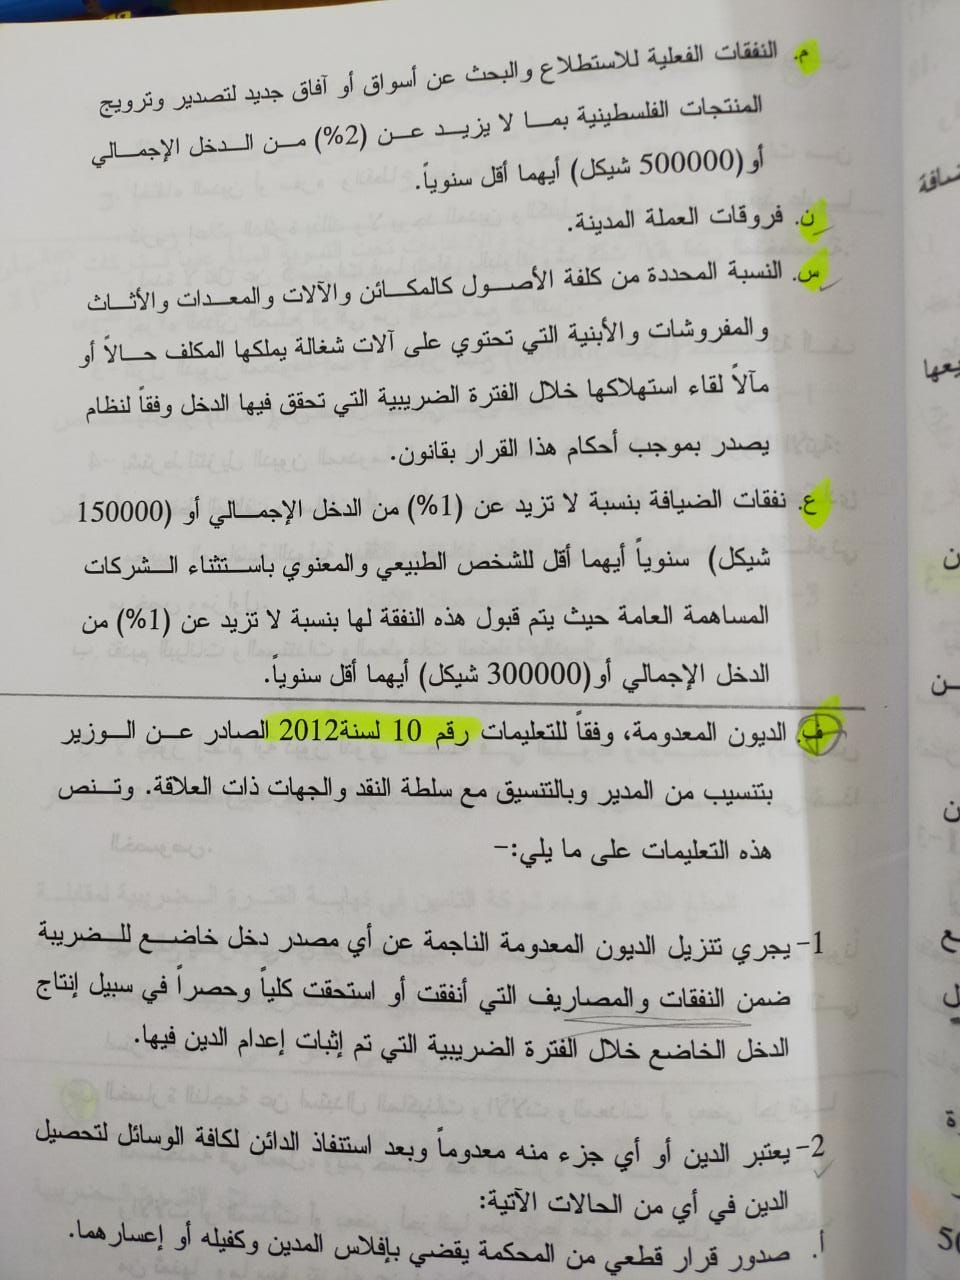 م. النفقات الفعلية للاستطلاع والبحث عن أسواق أو آفاق جديد لتصدير وترويج
المنتجات الفلسطينية بما لا يزيد عن (2%) من الدخل الإجمالي
أو (500000 شيكل) أيهما أقل سنوياً.
ن. فروقات العملة المدينة.
س. النسبة المحددة من كلفة الأصول كالمكائن والآلات والمعدات والأثاث
والمفروشات والأبنية التي تحتوي على آلات شغالة يملكها المكلف حالاً أو
مآلاً لقاء استهلاكها خلال الفترة الضريبية التي تحقق فيها الدخل وفقاً لنظام
يصدر بموجب أحكام هذا القرار بقانون.
ع. نفقات الضيافة بنسبة لا تزيد عن (1%) من الدخل الإجمالي أو (150000
شيكل) سنوياً أيهما أقل للشخص الطبيعي والمعنوي باستثناء الشركات
المساهمة العامة حيث يتم قبول هذه النفقة لها بنسبة لا تزيد عن (1%) من
الدخل الإجمالي أو (300000 شيكل) أيهما أقل سنوياً.
ف. الديون المعدومة، وفقاً للتعليمات رقم 10 لسنة2012 الصادر عن الوزير
بتنسيب من المدير وبالتنسيق مع سلطة النقد والجهات ذات العلاقة. وتنص
هذه التعليمات على ما يلي:-
1- يجري تنزيل الديون المعدومة الناجمة عن أي مصدر دخل خاضع للضريبة
ضمن النفقات والمصاريف التي أنفقت أو استحقت كلياً وحصراً في سبيل إنتاج
الدخل الخاضع خلال الفترة الضريبية التي تم إثبات إعدام الدين فيها.
2- يعتبر الدين أو أي جزء منه معدوماً وبعد استنفاذ الدائن لكافة الوسائل لتحصيل
الدين في أي من الحالات الآتية:
أ. صدور قرار قطعي من المحكمة يقضي بإفلاس المدين وكفيله أو إعسارهما.